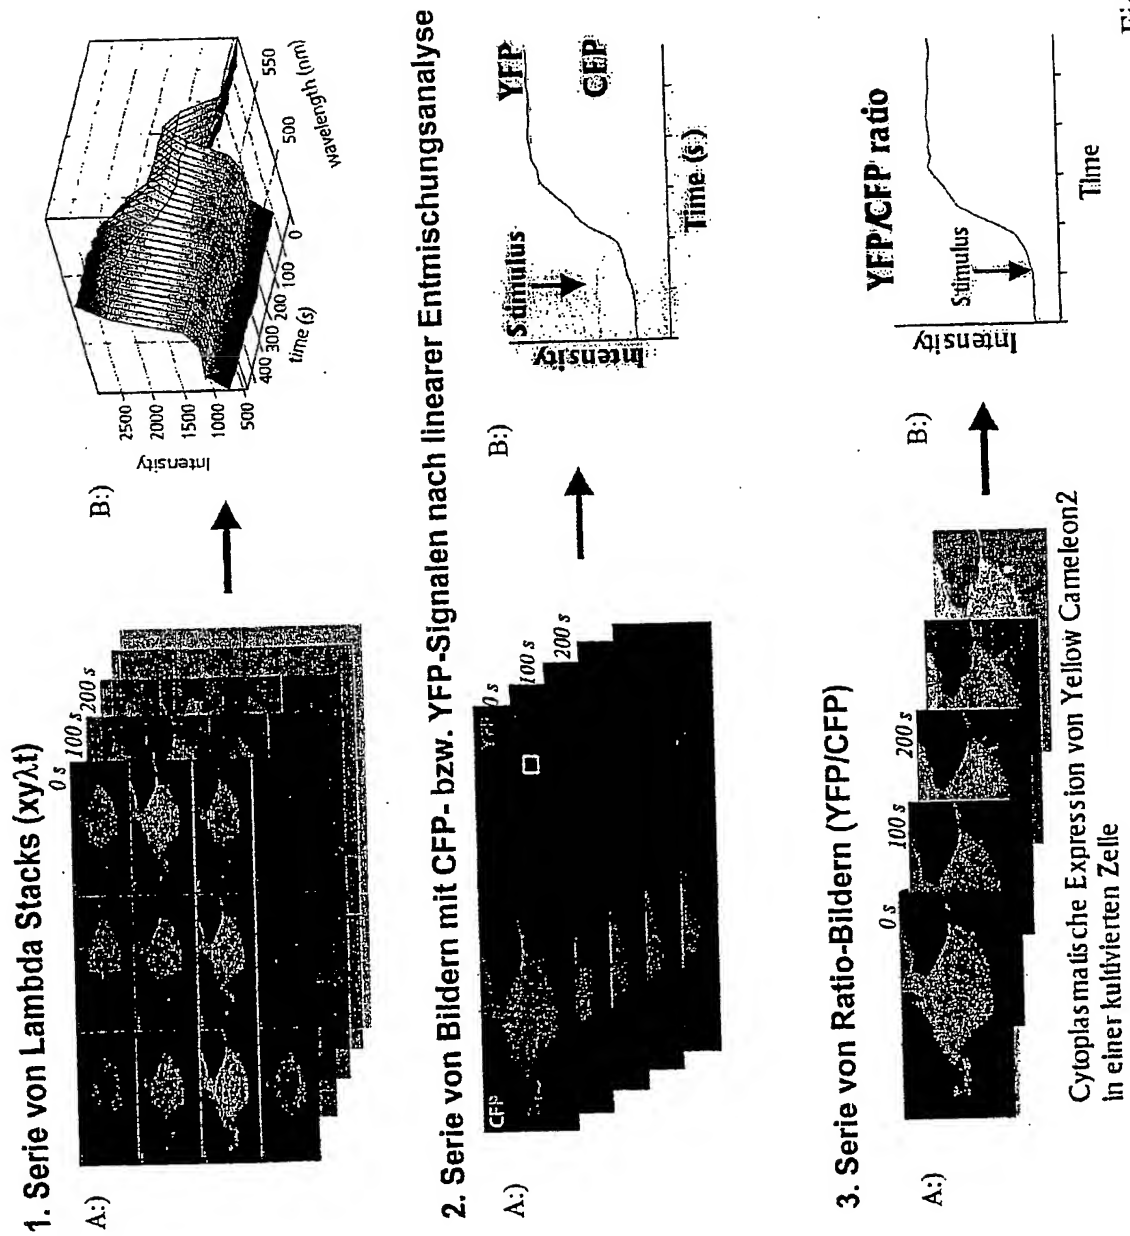 1. Serie von Lambda Stacks (xyλt)
A:)
0 s
100 s
200 s
B:)
Intensity
2500
2000
1500
1000
500
400
300
200
100
0
time (s)
500
550
wavelength (nm)
2. Serie von Bildern mit CFP- bzw. YFP-Signalen nach linearer Entmischungsanalyse
A:)
CFP
YFP
0 s
100 s
200 s
B:)
Intensity
Stimulus
YFP
CFP
Time (s)
3. Serie von Ratio-Bildern (YFP/CFP)
A:)
0 s
100 s
200 s
B:)
Intensity
YFP/CFP ratio
Stimulus
Time
Cytoplasmatische Expression von Yellow Cameleon2
in einer kultivierten Zelle